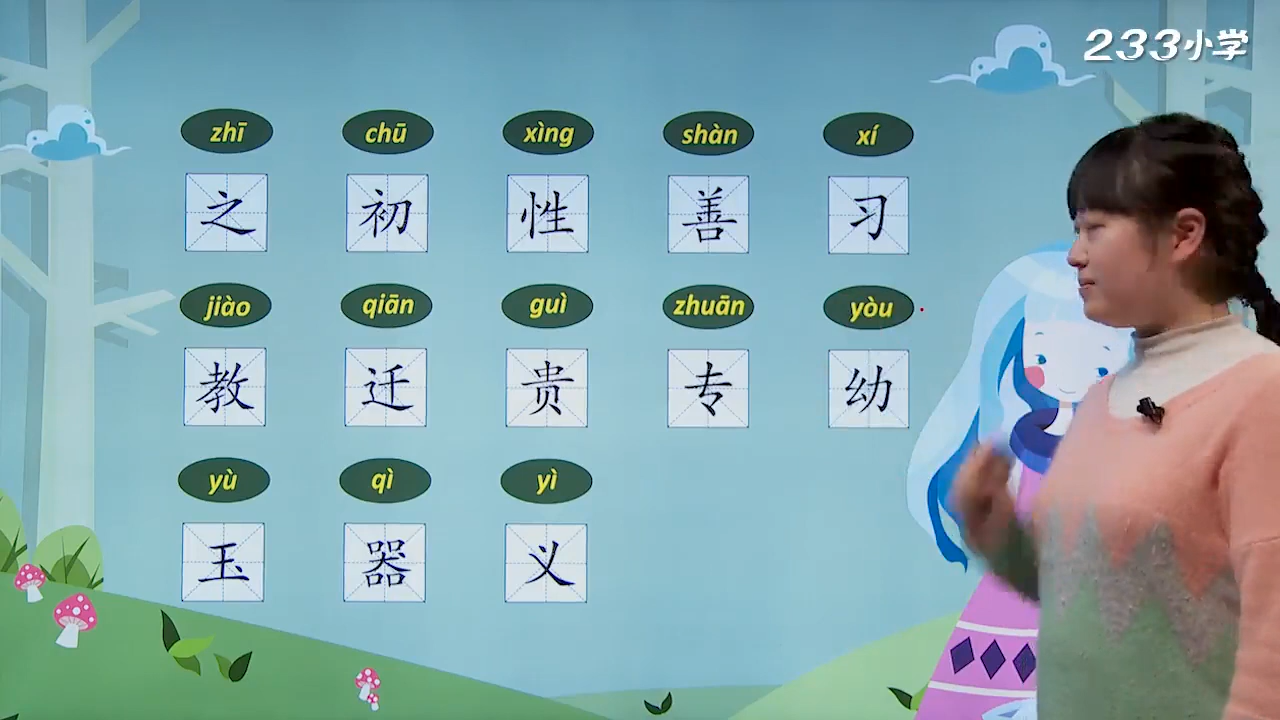 233小学
zhī chū xìng shàn xí
之 初 性 善 习
jiào qiān guì zhuān yòu
教 迁 贵 专 幼
yù qì yì
玉 器 义